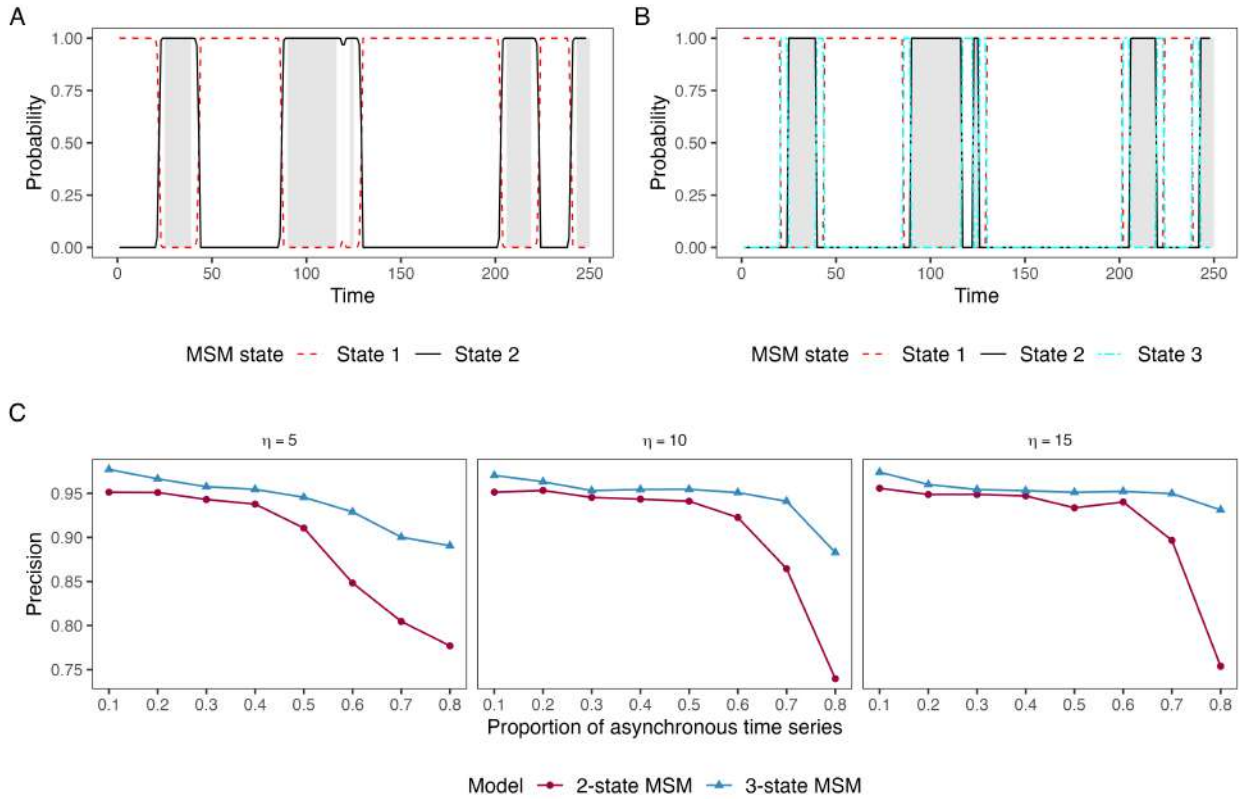 A
1.00
0.75
0.50
0.25
0.00
Probability
0 50 100 150 200 250
Time
MSM state State 1 State 2
B
1.00
0.75
0.50
0.25
0.00
Probability
0 50 100 150 200 250
Time
MSM state State 1 State 2 State 3
C
η = 5 η = 10 η = 15
0.95
0.90
0.85
0.80
0.75
Precision
0.1 0.2 0.3 0.4 0.5 0.6 0.7 0.8 0.1 0.2 0.3 0.4 0.5 0.6 0.7 0.8 0.1 0.2 0.3 0.4 0.5 0.6 0.7 0.8
Proportion of asynchronous time series
Model 2-state MSM 3-state MSM